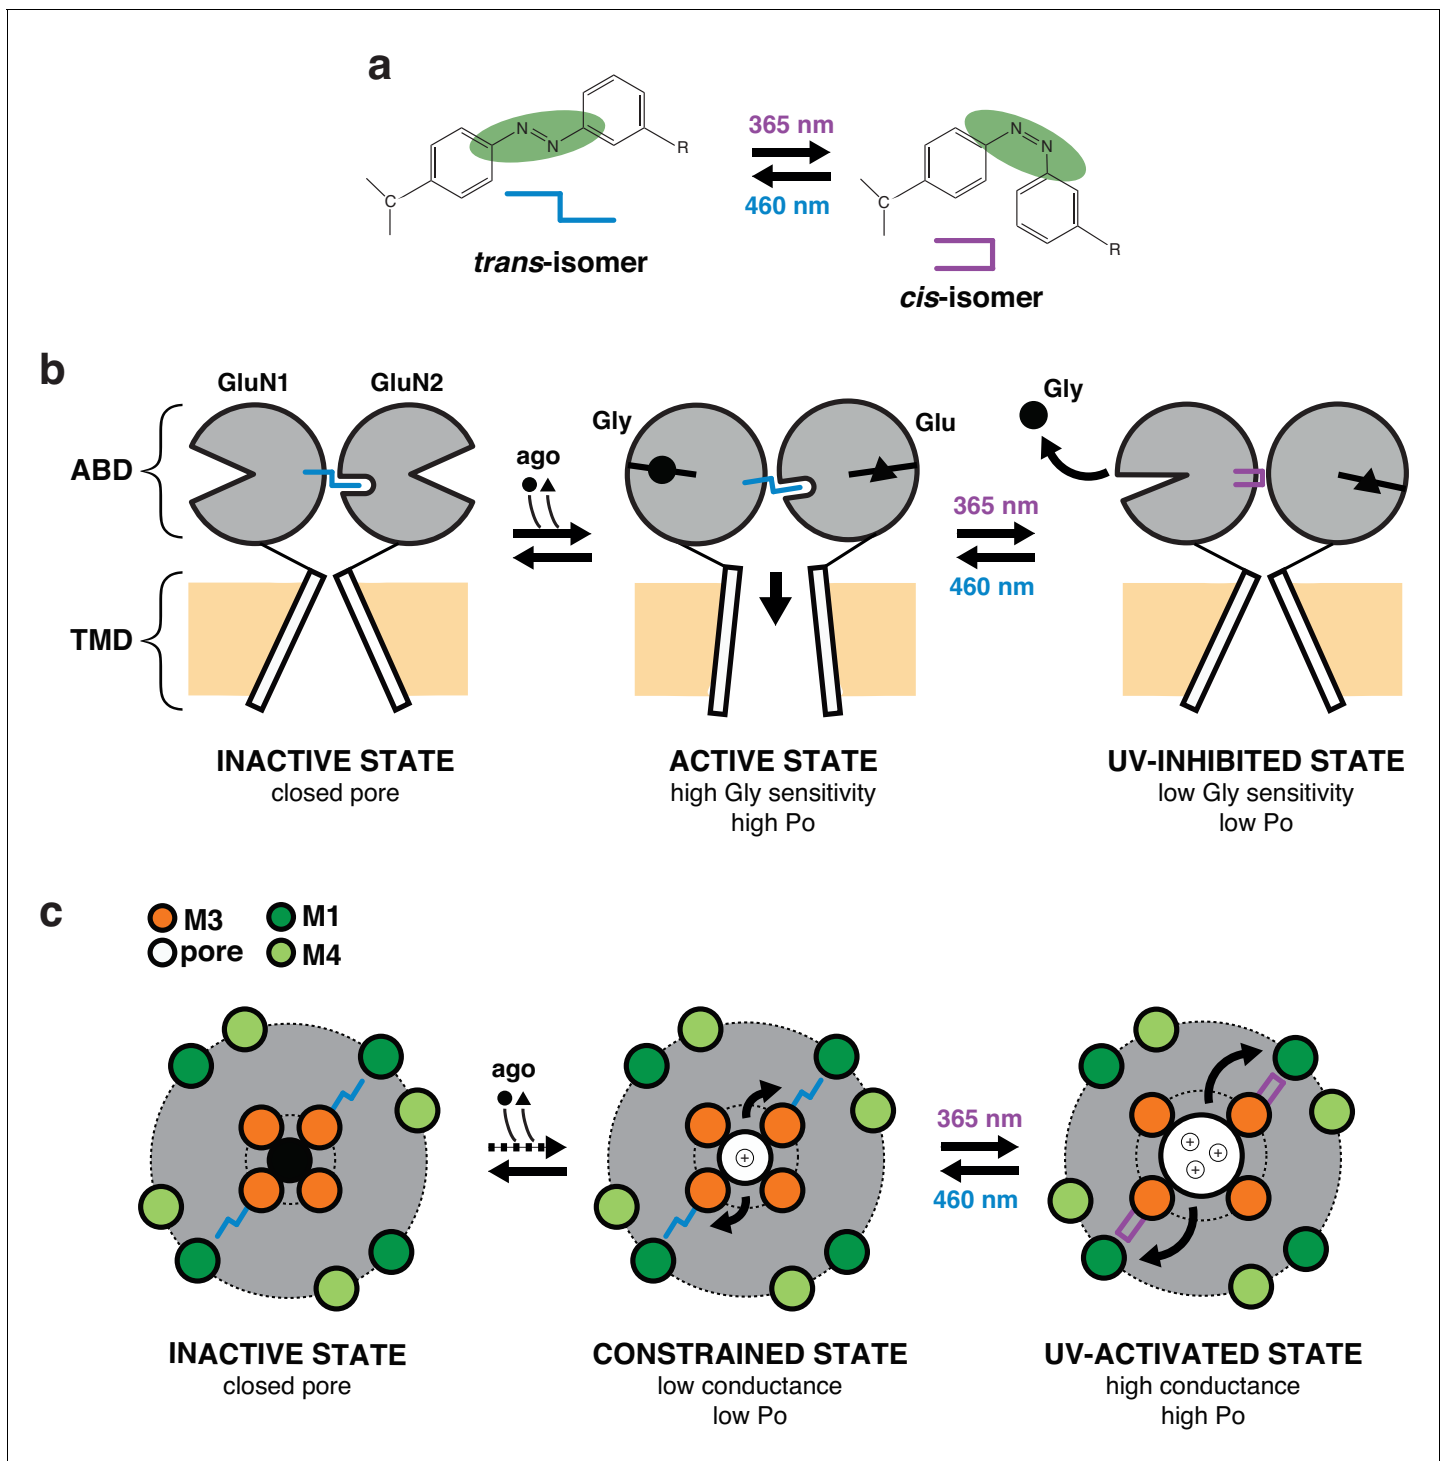 a
N
N
C
R
trans-isomer
365 nm
460 nm
N
N
C
R
cis-isomer
b
GluN1
GluN2
ABD
TMD
ago
Gly
Glu
365 nm
460 nm
Gly
INACTIVE STATE
closed pore
ACTIVE STATE
high Gly sensitivity
high Po
UV-INHIBITED STATE
low Gly sensitivity
low Po
c
M3
M1
pore
M4
ago
+
365 nm
460 nm
+
+
+
INACTIVE STATE
closed pore
CONSTRAINED STATE
low conductance
low Po
UV-ACTIVATED STATE
high conductance
high Po